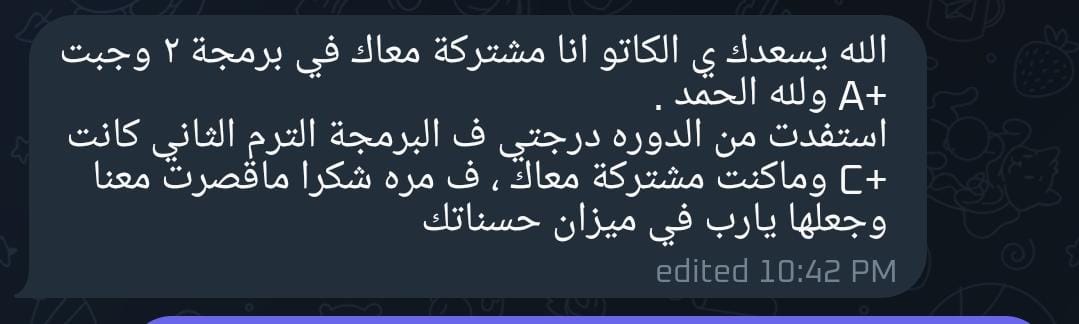 الله يسعدك ي الكاتو انا مشتركة معاك في برمجة ٢ وجبت
A+ ولله الحمد .
استفدت من الدوره درجتي ف البرمجة الترم الثاني كانت
C+ وماكنت مشتركة معاك ، ف مره شكرا ماقصرت معنا
وجعلها يارب في ميزان حسناتك
edited 10:42 PM